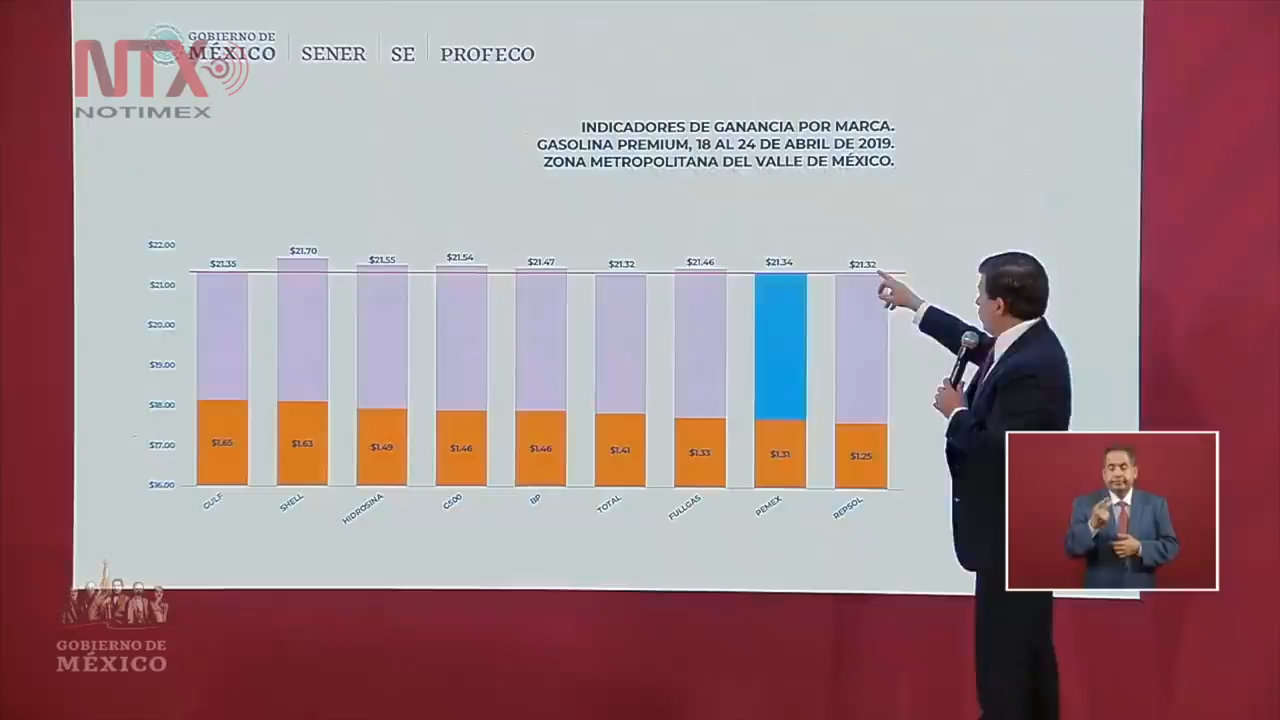 GOBIERNO DE
MÉXICO
SENER
SE
PROFECO
NTX
NOTIMEX
INDICADORES DE GANANCIA POR MARCA.
GASOLINA PREMIUM, 18 AL 24 DE ABRIL DE 2019.
ZONA METROPOLITANA DEL VALLE DE MÉXICO.
$22.00
$21.00
$20.00
$19.00
$18.00
$17.00
$16.00
$21.35
$21.70
$21.55
$21.54
$21.47
$21.32
$21.46
$21.34
$21.32
$1.65
$1.63
$1.49
$1.46
$1.46
$1.41
$1.33
$1.31
$1.25
GULF
SHELL
HIDROSINA
G500
BP
TOTAL
FULLGAS
PEMEX
REPSOL
GOBIERNO DE
MÉXICO